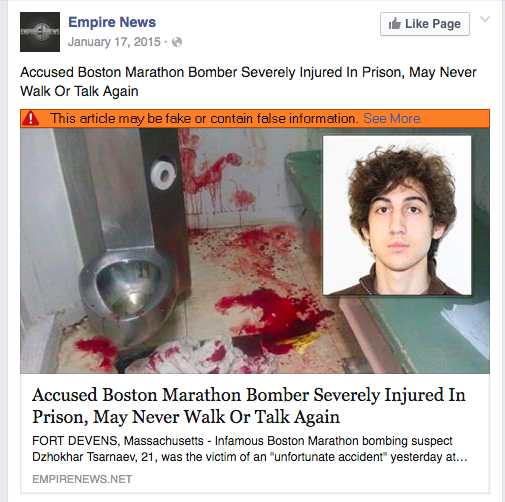 EMPIRE NEWS
Empire News
January 17, 2015 ·
Like Page
Accused Boston Marathon Bomber Severely Injured In Prison, May Never
Walk Or Talk Again
This article may be fake or contain false information. See More.
Accused Boston Marathon Bomber Severely Injured In
Prison, May Never Walk Or Talk Again
FORT DEVENS, Massachusetts - Infamous Boston Marathon bombing suspect
Dzhokhar Tsarnaev, 21, was the victim of an "unfortunate accident" yesterday at...
EMPIRENEWS.NET